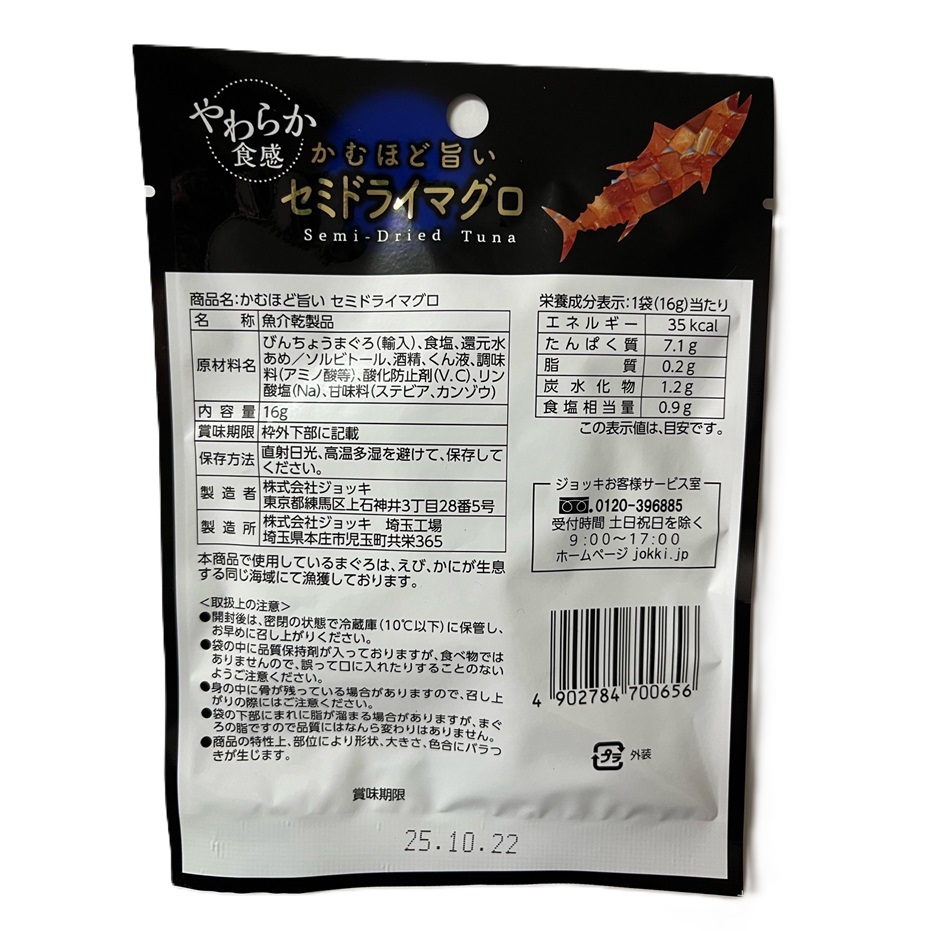 やわらか
食感
かむほど旨い
セミドライマグロ
Semi-Dried Tuna
商品名:かむほど旨い セミドライマグロ
名称 魚介乾製品
原材料名 びんちょうまぐろ(輸入)、食塩、還元水
あめ/ソルビトール、酒精、くん液、調味
料(アミノ酸等)、酸化防止剤(V.C)、リン
酸塩(Na)、甘味料(ステビア、カンゾウ)
内容量 16g
賞味期限 枠外下部に記載
保存方法 直射日光、高温多湿を避けて、保存して
ください。
製造者 株式会社ジョッキ
東京都練馬区上石神井3丁目28番5号
製造所 株式会社ジョッキ 埼玉工場
埼玉県本庄市児玉町共栄365
本商品で使用しているまぐろは、えび、かにが生息
する同じ海域にて漁獲しております。
<取扱上の注意>
●開封後は、密閉の状態で冷蔵庫(10℃以下)に保管し、
お早めに召し上がりください。
●袋の中に品質保持剤が入っておりますが、食べ物では
ありませんので、誤って口に入れたりすることのない
ようご注意ください。
●身の中に骨が残っている場合がありますので、召し上
がりの際にはご注意ください。
●袋の下部にまれに脂が溜まる場合がありますが、まぐ
ろの脂ですので品質にはなんら変わりはありません。
●商品の特性上、部位により形状、大きさ、色合にバラつ
きが生じます。
栄養成分表示:1袋(16g)当たり
エネルギー 35kcal
たんぱく質 7.1g
脂質 0.2g
炭水化物 1.2g
食塩相当量 0.9g
この表示値は、目安です。
ジョッキお客様サービス室
0120-396885
受付時間 土日祝日を除く
9:00〜17:00
ホームページ jokki.jp
4 902784 700656
プラ 外装
賞味期限
25.10.22